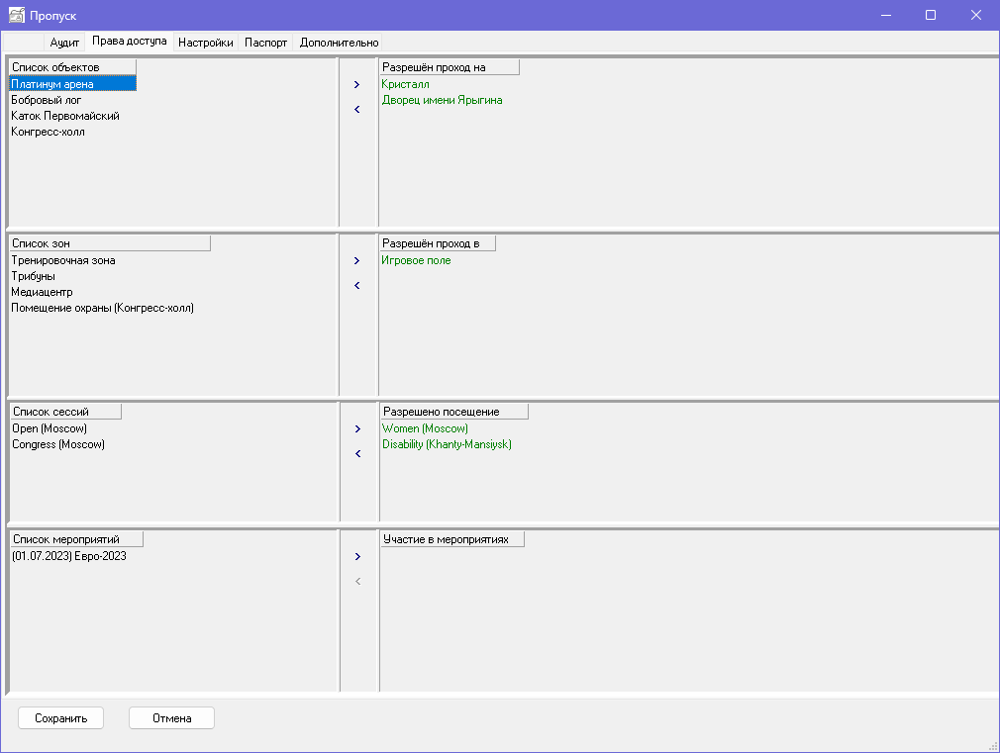 Пропуск
Аудит Права доступа Настройки Паспорт Дополнительно
Список объектов
Платинум арена
Бобровый лог
Каток Первомайский
Конгресс-холл
>
<
Разрешён проход на
Кристалл
Дворец имени Ярыгина
Список зон
Тренировочная зона
Трибуны
Медиацентр
Помещение охраны (Конгресс-холл)
>
<
Разрешён проход в
Игровое поле
Список сессий
Open (Moscow)
Congress (Moscow)
>
<
Разрешено посещение
Women (Moscow)
Disability (Khanty-Mansiysk)
Список мероприятий
(01.07.2023) Евро-2023
>
<
Участие в мероприятиях
Сохранить Отмена